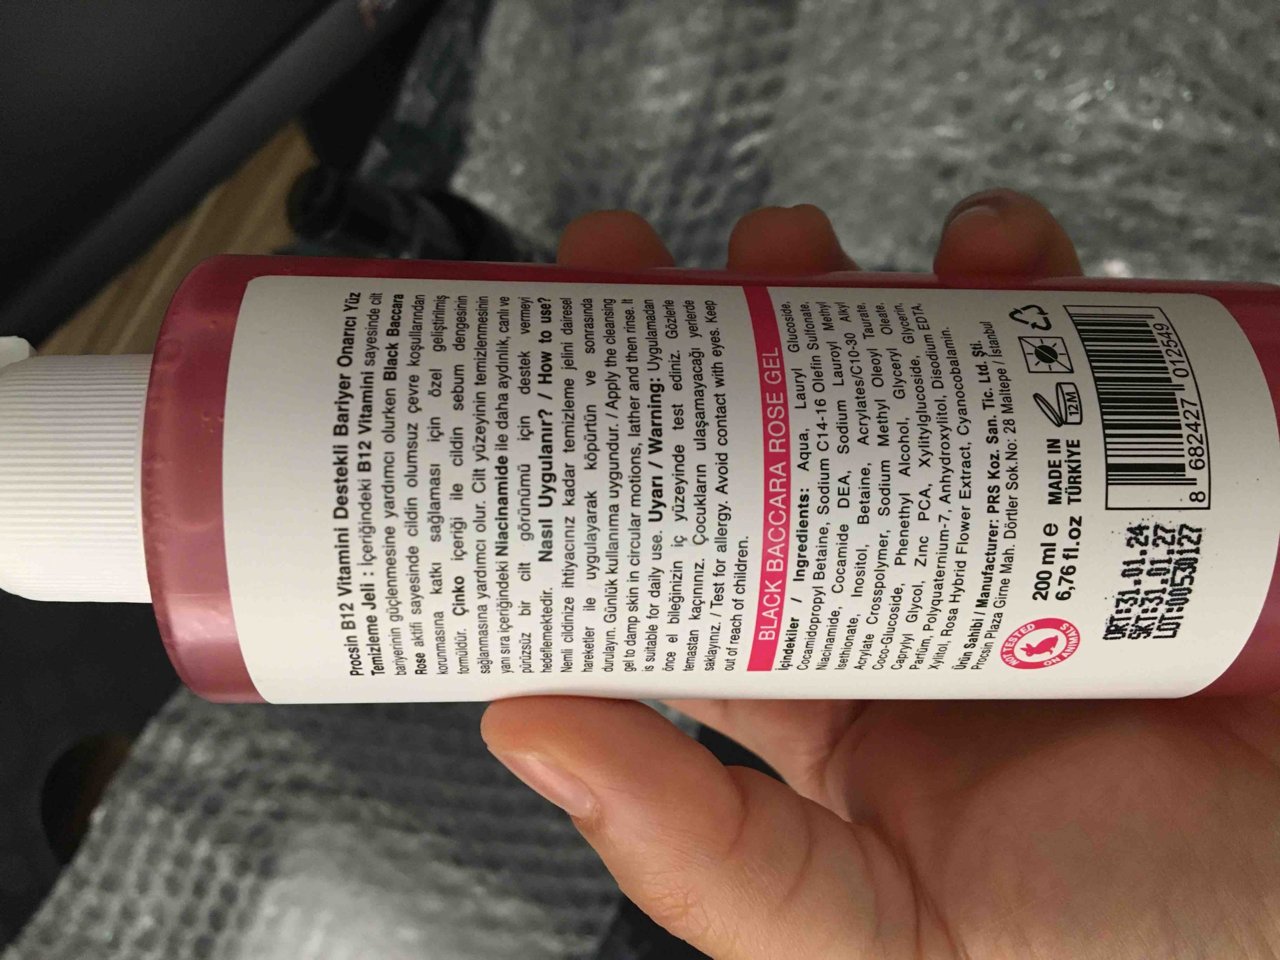 Procsin B12 Vitamini Destekli Bariyer Onarıcı Yüz
Temizleme Jeli : İçeriğindeki B12 Vitamini sayesinde cilt
bariyerinin güçlenmesine yardımcı olurken Black Baccara
Rose aktifi sayesinde cildin olumsuz çevre koşullarından
korunmasına katkı sağlaması için özel geliştirilmiş
formüldür. Çinko içeriği ile cildin sebum dengesinin
sağlanmasına yardımcı olur. Cilt yüzeyinin temizlenmesinin
yanı sıra içeriğindeki Niacinamide ile daha aydınlık, canlı ve
pürüzsüz bir cilt görünümü için destek vermeyi
hedeflemektedir. Nasıl Uygulanır? / How to use?
Nemli cildinize ihtiyacınız kadar temizleme jelini dairesel
hareketler ile uygulayarak köpürtün ve sonrasında
durulayın. Günlük kullanıma uygundur. / Apply the cleansing
gel to damp skin in circular motions, lather and then rinse. It
is suitable for daily use. Uyarı / Warning: Uygulamadan
önce el bileğinizin iç yüzeyinde test ediniz. Gözlerle
temastan kaçınınız. Çocukların ulaşamayacağı yerlerde
saklayınız. / Test for allergy. Avoid contact with eyes. Keep
out of reach of children.
BLACK BACCARA ROSE GEL
İçindekiler / Ingredients: Aqua, Lauryl Glucoside,
Cocamidopropyl Betaine, Sodium C14-16 Olefin Sulfonate,
Niacinamide, Cocamide DEA, Sodium Lauroyl Methyl
Isethionate, Inositol, Betaine, Acrylates/C10-30 Alkyl
Acrylate Crosspolymer, Sodium Methyl Oleoyl Taurate,
Coco-Glucoside, Phenethyl Alcohol, Glyceryl Oleate,
Caprylyl Glycol, Zinc PCA, Xylitylglucoside, Glycerin,
Parfüm, Polyquaternium-7, Anhydroxylitol, Disodium EDTA,
Xylitol, Rosa Hybrid Flower Extract, Cyanocobalamin.
Ürün Sahibi / Manufacturer: PRS Koz. San. Tic. Ltd. Şti.
Procsin Plaza Girne Mah. Dörtler Sok.No: 28 Maltepe / İstanbul
NOT TESTED
ON ANIMALS
200 ml e
6,76 fl.oz
MADE IN
TÜRKİYE
12M
ÜRT:31.01.24
SKT:31.01.27
LOT:00530127
8 682427 012549